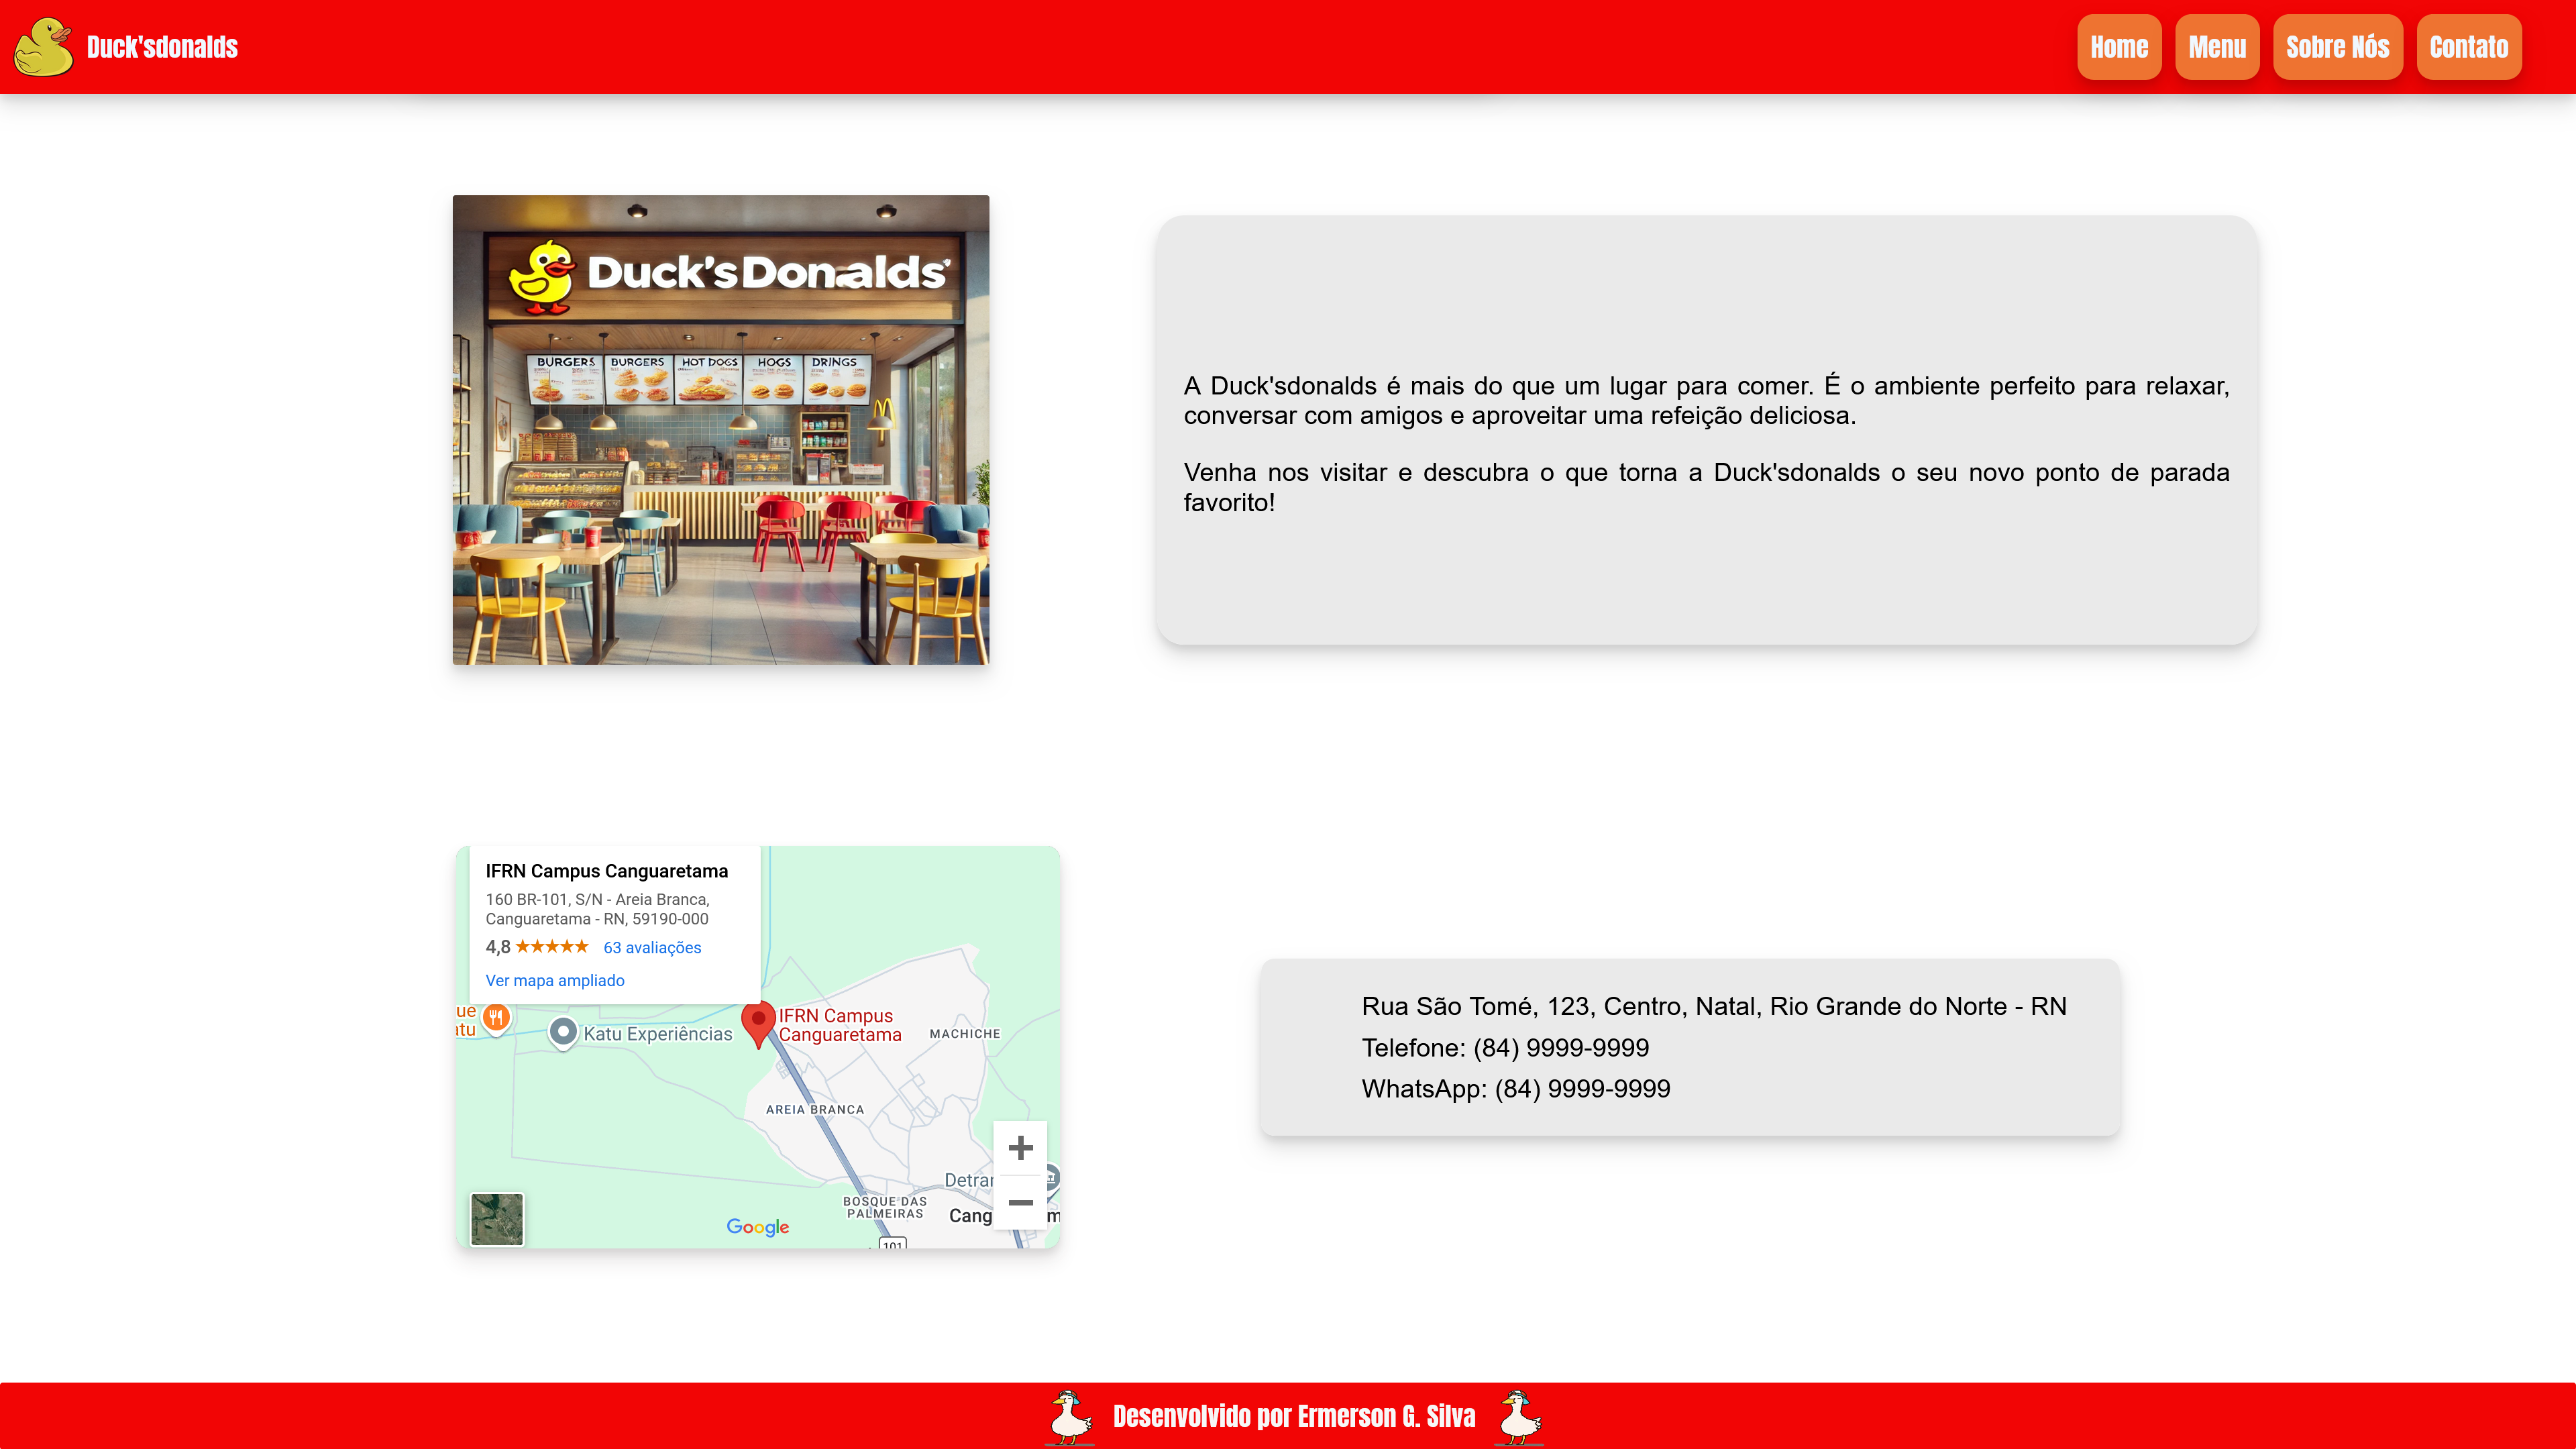 Duck'sdonalds
Home
Menu
Sobre Nós
Contato
Duck'sDonalds
BURGERS
BURGERS
HOT DOGS
HOGS
DRINGS
A Duck'sdonalds é mais do que um lugar para comer. É o ambiente perfeito para relaxar,
conversar com amigos e aproveitar uma refeição deliciosa.
Venha nos visitar e descubra o que torna a Duck'sdonalds o seu novo ponto de parada
favorito!
IFRN Campus Canguaretama
160 BR-101, S/N - Areia Branca,
Canguaretama - RN, 59190-000
4,8 ★★★★★ 63 avaliações
Ver mapa ampliado
ue
atu
Katu Experiências
IFRN Campus
Canguaretama
MACHICHE
AREIA BRANCA
BOSQUE DAS
PALMEIRAS
Detran
Cang
m
Google
101
Rua São Tomé, 123, Centro, Natal, Rio Grande do Norte - RN
Telefone: (84) 9999-9999
WhatsApp: (84) 9999-9999
Desenvolvido por Ermerson G. Silva